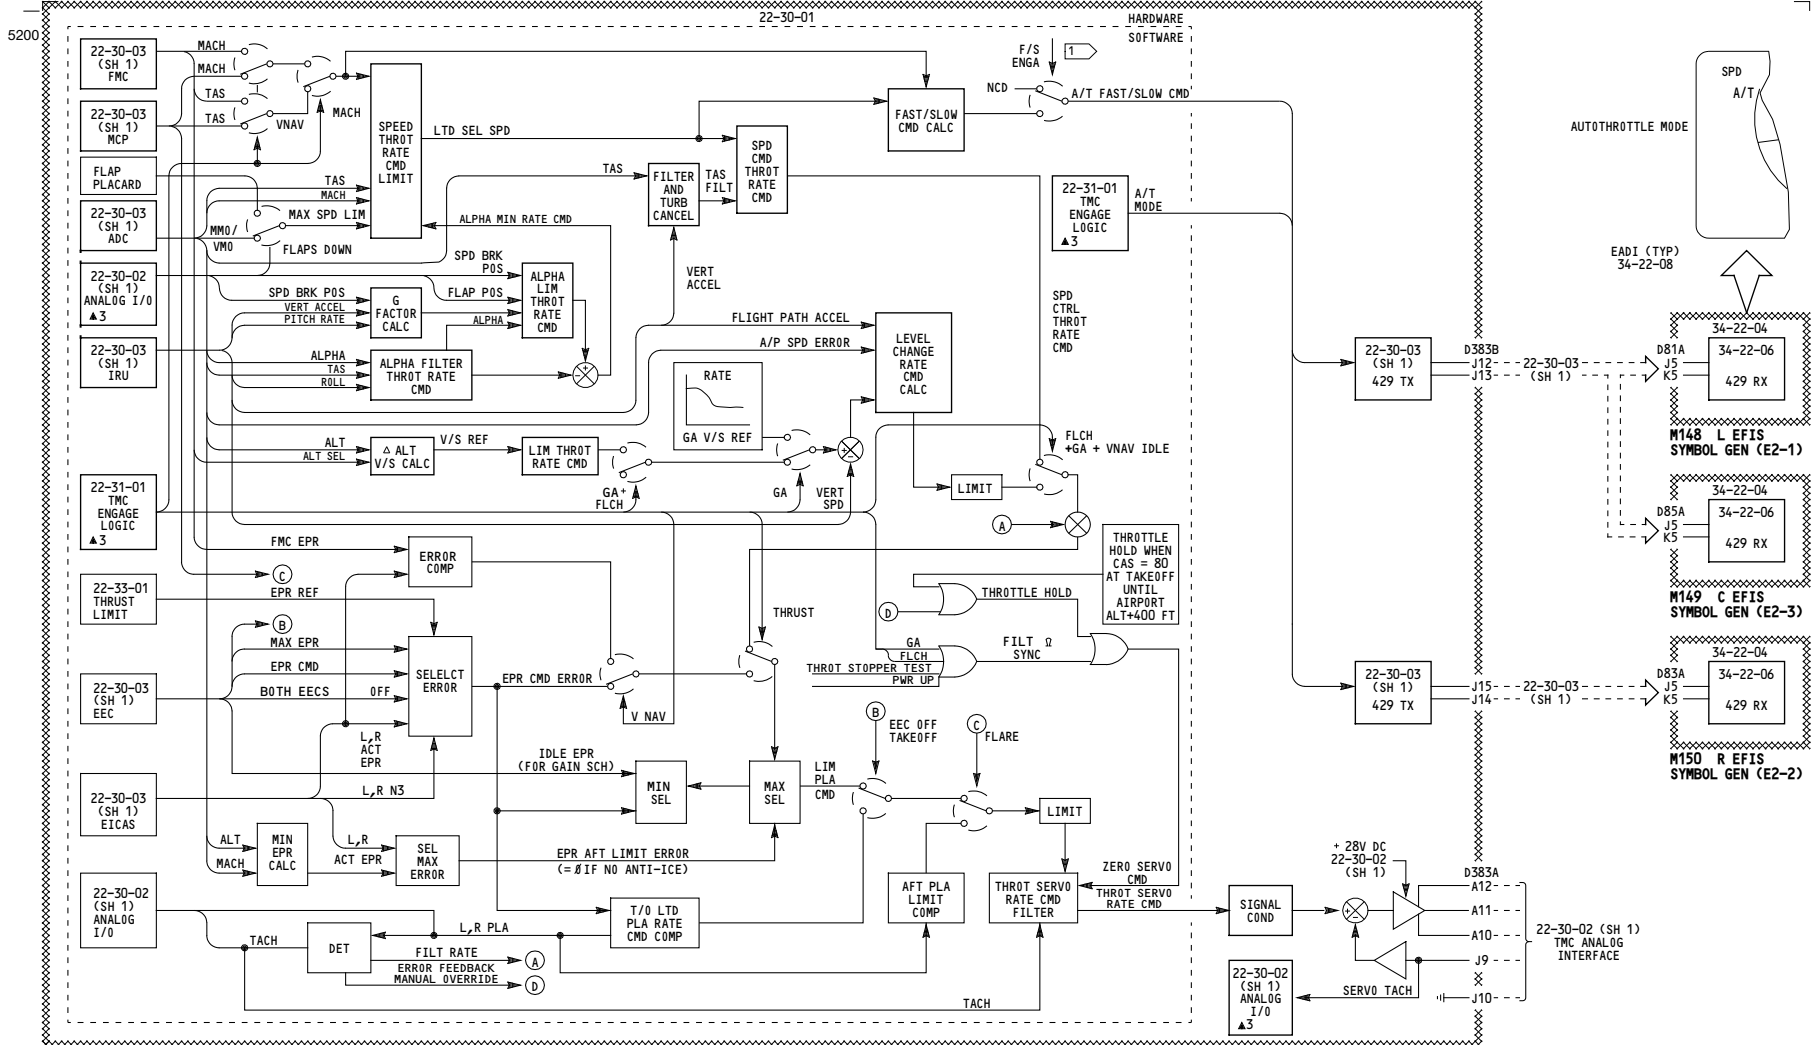 5200
22-30-01
HARDWARE
SOFTWARE
22-30-03
(SH 1)
FMC
MACH
MACH
TAS
TAS
VNAV
MACH
22-30-03
(SH 1)
MCP
FLAP
PLACARD
22-30-03
(SH 1)
ADC
TAS
MACH
MAX SPD LIM
MMO/
VMO
FLAPS DOWN
SPEED
THROT
RATE
CMD
LIMIT
LTD SEL SPD
ALPHA MIN RATE CMD
TAS
FILTER
AND
TURB
CANCEL
TAS
FILT
SPD
CMD
THROT
RATE
CMD
FAST/SLOW
CMD CALC
F/S
ENGA
1
NCD
A/T FAST/SLOW CMD
22-31-01
TMC
ENGAGE
LOGIC
▲3
A/T
MODE
SPD
A/T
AUTOTHROTTLE MODE
EADI (TYP)
34-22-08
22-30-02
(SH 1)
ANALOG I/O
▲3
SPD BRK POS
VERT ACCEL
PITCH RATE
G
FACTOR
CALC
SPD BRK
POS
FLAP POS
ALPHA
ALPHA
LIM
THROT
RATE
CMD
VERT
ACCEL
FLIGHT PATH ACCEL
A/P SPD ERROR
LEVEL
CHANGE
RATE
CMD
CALC
SPD
CTRL
THROT
RATE
CMD
22-30-03
(SH 1)
IRU
ALPHA
TAS
ROLL
ALPHA FILTER
THROT RATE
CMD
+
-
RATE
GA V/S REF
ALT
ALT SEL
△ ALT
V/S CALC
V/S REF
LIM THROT
RATE CMD
GA+
FLCH
GA
+
-
VERT
SPD
LIMIT
FLCH
+GA + VNAV IDLE
A
22-31-01
TMC
ENGAGE
LOGIC
▲3
FMC EPR
C
EPR REF
ERROR
COMP
22-33-01
THRUST
LIMIT
B
MAX EPR
EPR CMD
BOTH EECS
OFF
SELELCT
ERROR
L,R
ACT
EPR
EPR CMD ERROR
V NAV
THRUST
THROTTLE
HOLD WHEN
CAS = 80
AT TAKEOFF
UNTIL
AIRPORT
ALT+400 FT
D
THROTTLE HOLD
GA
FLCH
THROT STOPPER TEST
PWR UP
FILT Ω
SYNC
22-30-03
(SH 1)
EEC
22-30-03
(SH 1)
EICAS
L,R N3
IDLE EPR
(FOR GAIN SCH)
MIN
SEL
MAX
SEL
LIM
PLA
CMD
B
EEC OFF
TAKEOFF
C
FLARE
LIMIT
ALT
MACH
MIN
EPR
CALC
L,R
ACT EPR
SEL
MAX
ERROR
EPR AFT LIMIT ERROR
(=Ø IF NO ANTI-ICE)
22-30-02
(SH 1)
ANALOG
I/O
TACH
DET
L,R PLA
FILT RATE
A
ERROR FEEDBACK
MANUAL OVERRIDE
D
T/O LTD
PLA RATE
CMD COMP
AFT PLA
LIMIT
COMP
THROT SERVO
RATE CMD
FILTER
ZERO SERVO
CMD
THROT SERVO
RATE CMD
TACH
SIGNAL
COND
+
-
+ 28V DC
22-30-02
(SH 1)
SERVO TACH
22-30-02
(SH 1)
ANALOG
I/O
▲3
D383A
A12
A11
A10
J9
J10
22-30-02 (SH 1)
TMC ANALOG
INTERFACE
22-30-03
(SH 1)
429 TX
D383B
J12
J13
22-30-03
(SH 1)
22-30-03
(SH 1)
429 TX
J15
J14
22-30-03
(SH 1)
34-22-04
D81A
J5
K5
34-22-06
429 RX
M148 L EFIS
SYMBOL GEN (E2-1)
34-22-04
D85A
J5
K5
34-22-06
429 RX
M149 C EFIS
SYMBOL GEN (E2-3)
34-22-04
D83A
J5
K5
34-22-06
429 RX
M150 R EFIS
SYMBOL GEN (E2-2)